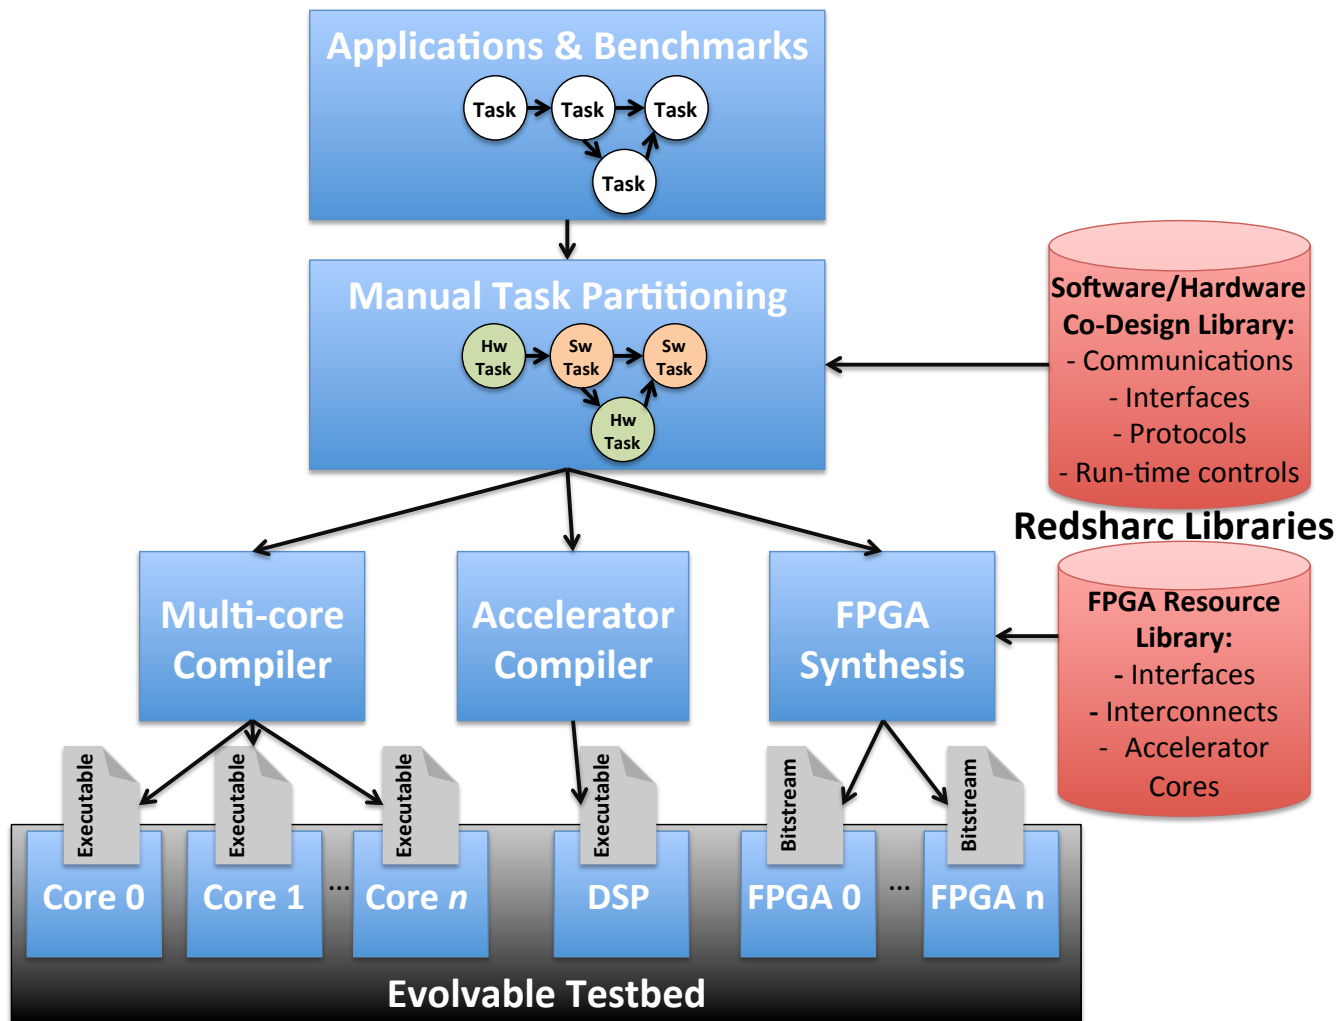 Applications & Benchmarks
Task
Task
Task
Task
Manual Task Partitioning
Hw
Task
Sw
Task
Sw
Task
Hw
Task
Software/Hardware
Co-Design Library:
- Communications
- Interfaces
- Protocols
- Run-time controls
Redsharc Libraries
FPGA Resource
Library:
- Interfaces
- Interconnects
- Accelerator
Cores
Multi-core
Compiler
Accelerator
Compiler
FPGA
Synthesis
Executable
Executable
Executable
Executable
Bitstream
Bitstream
Core 0
Core 1
...
Core n
DSP
FPGA 0
...
FPGA n
Evolvable Testbed